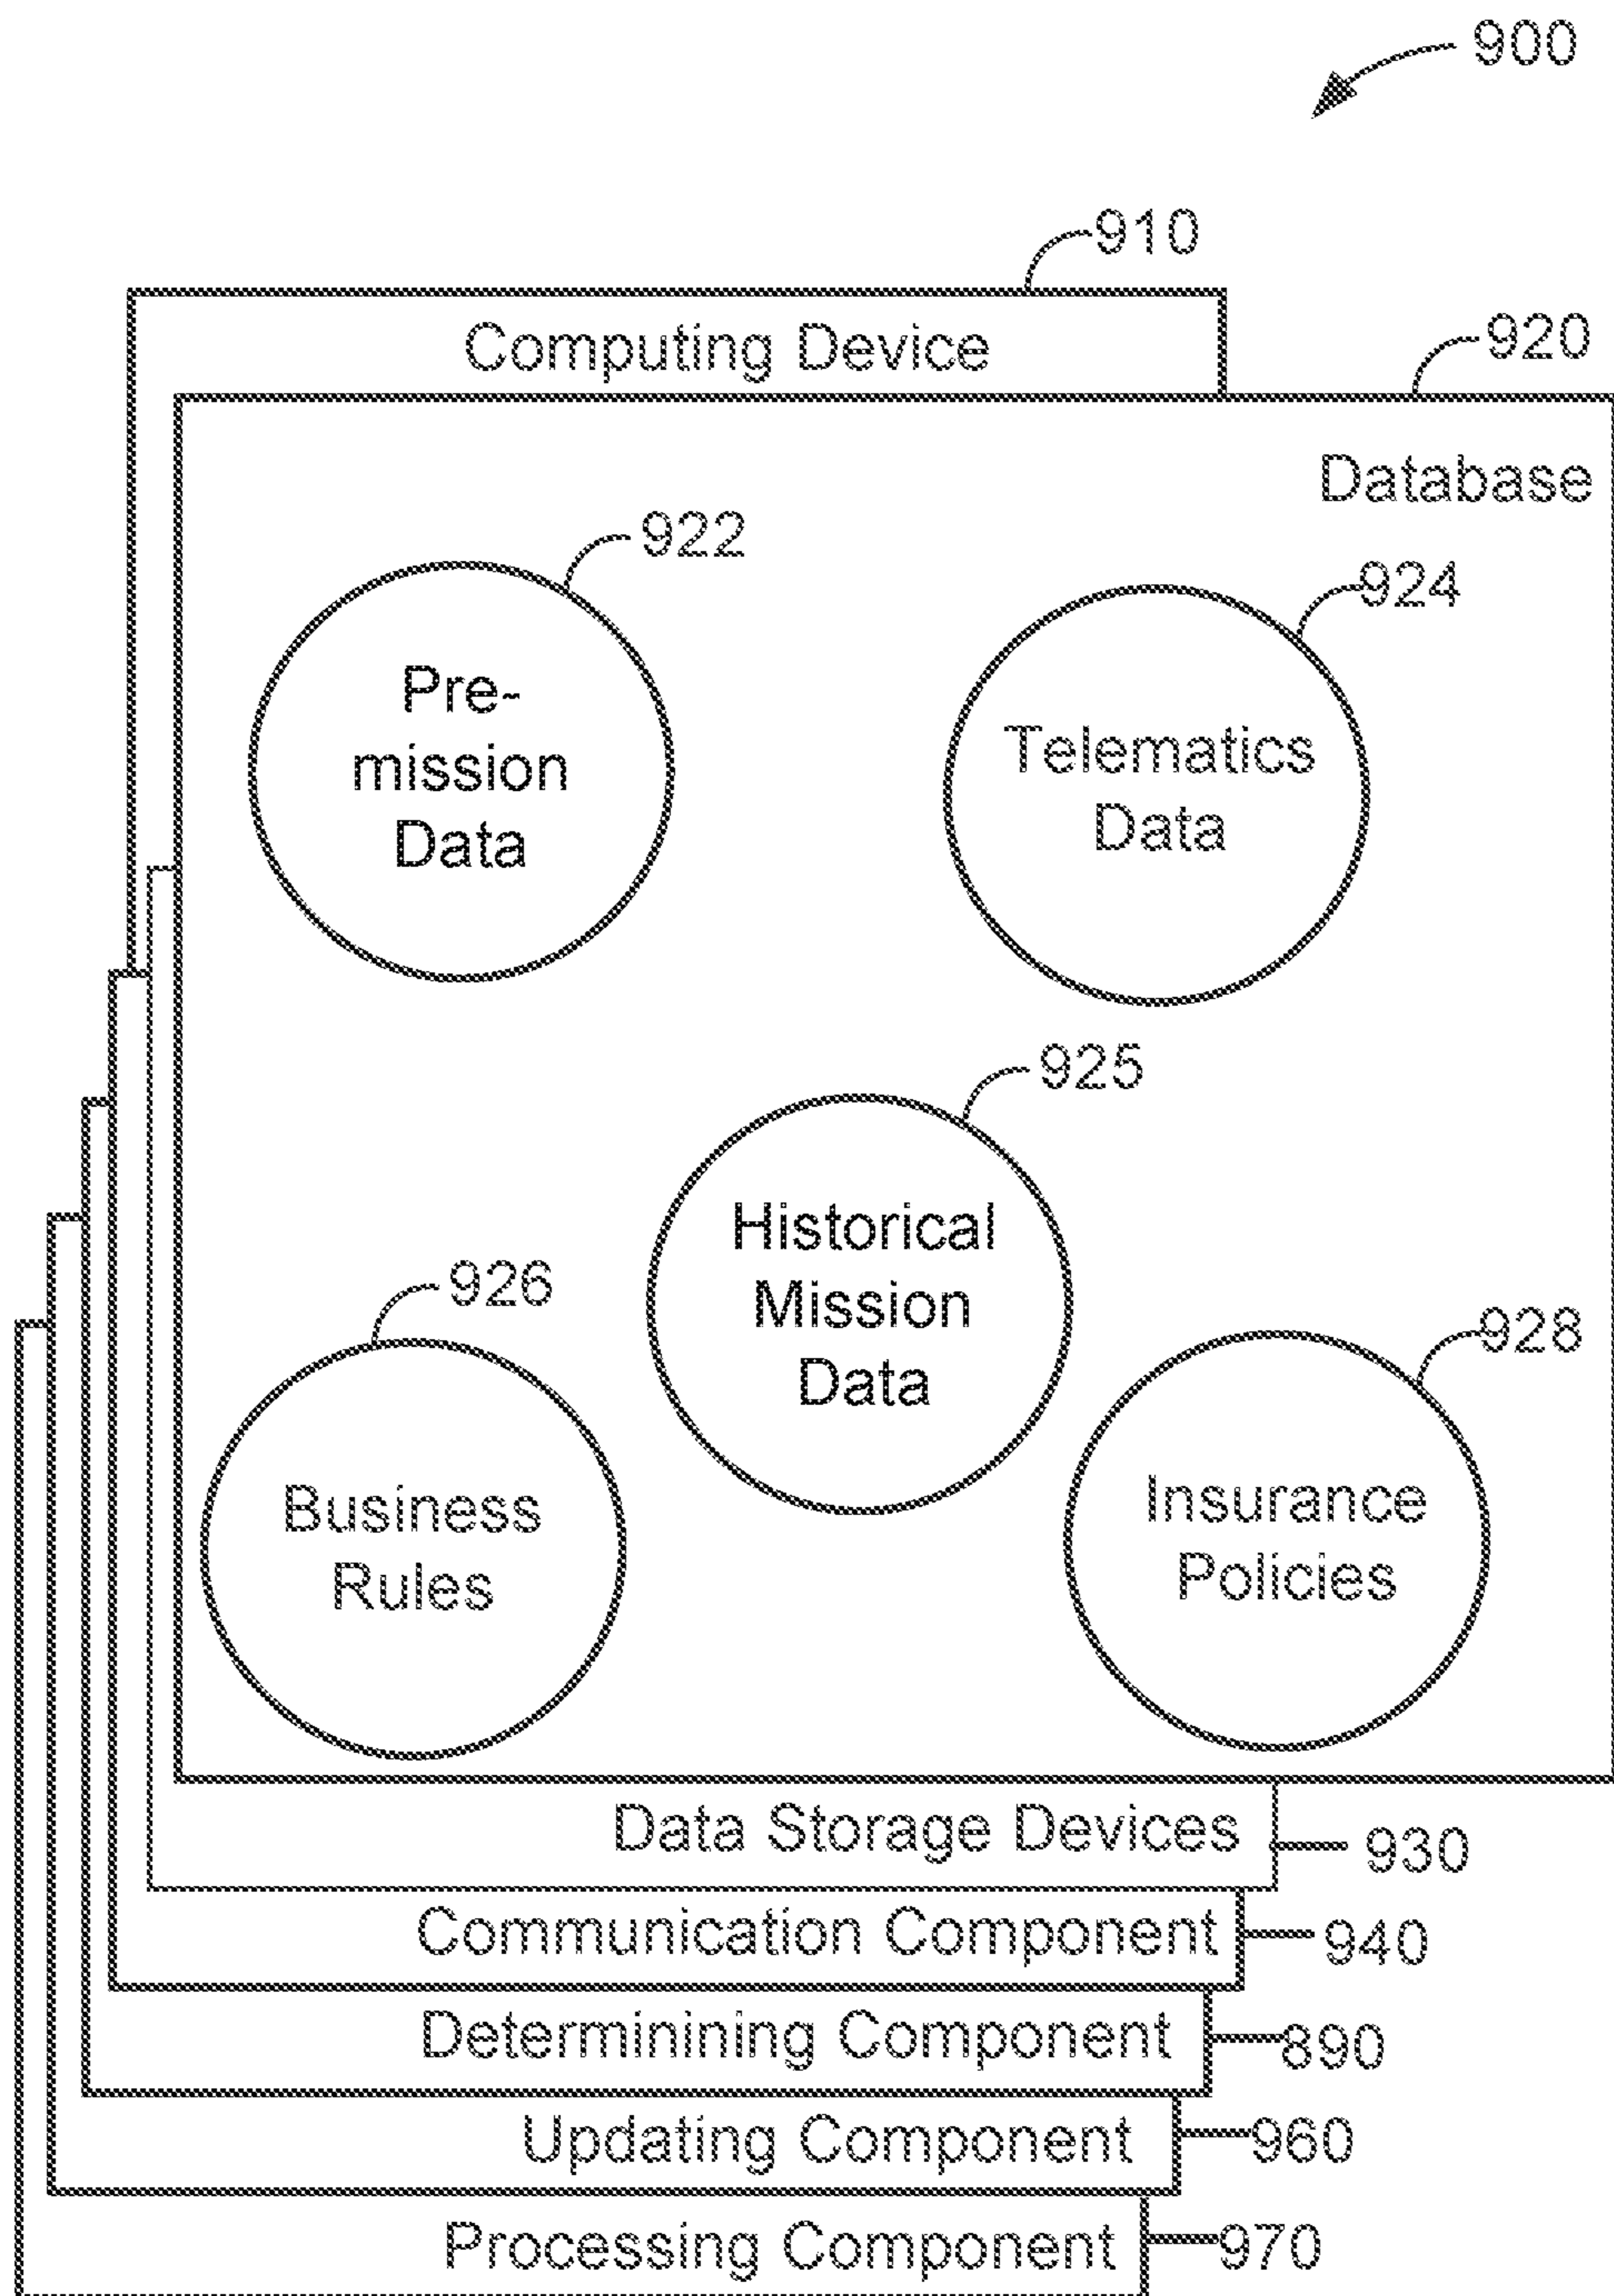 900
910
Computing Device
920
Database
922
Pre-
mission
Data
924
Telematics
Data
925
Historical
Mission
Data
926
Business
Rules
928
Insurance
Policies
Data Storage Devices
930
Communication Component
940
Determinining Component
890
Updating Component
960
Processing Component
970